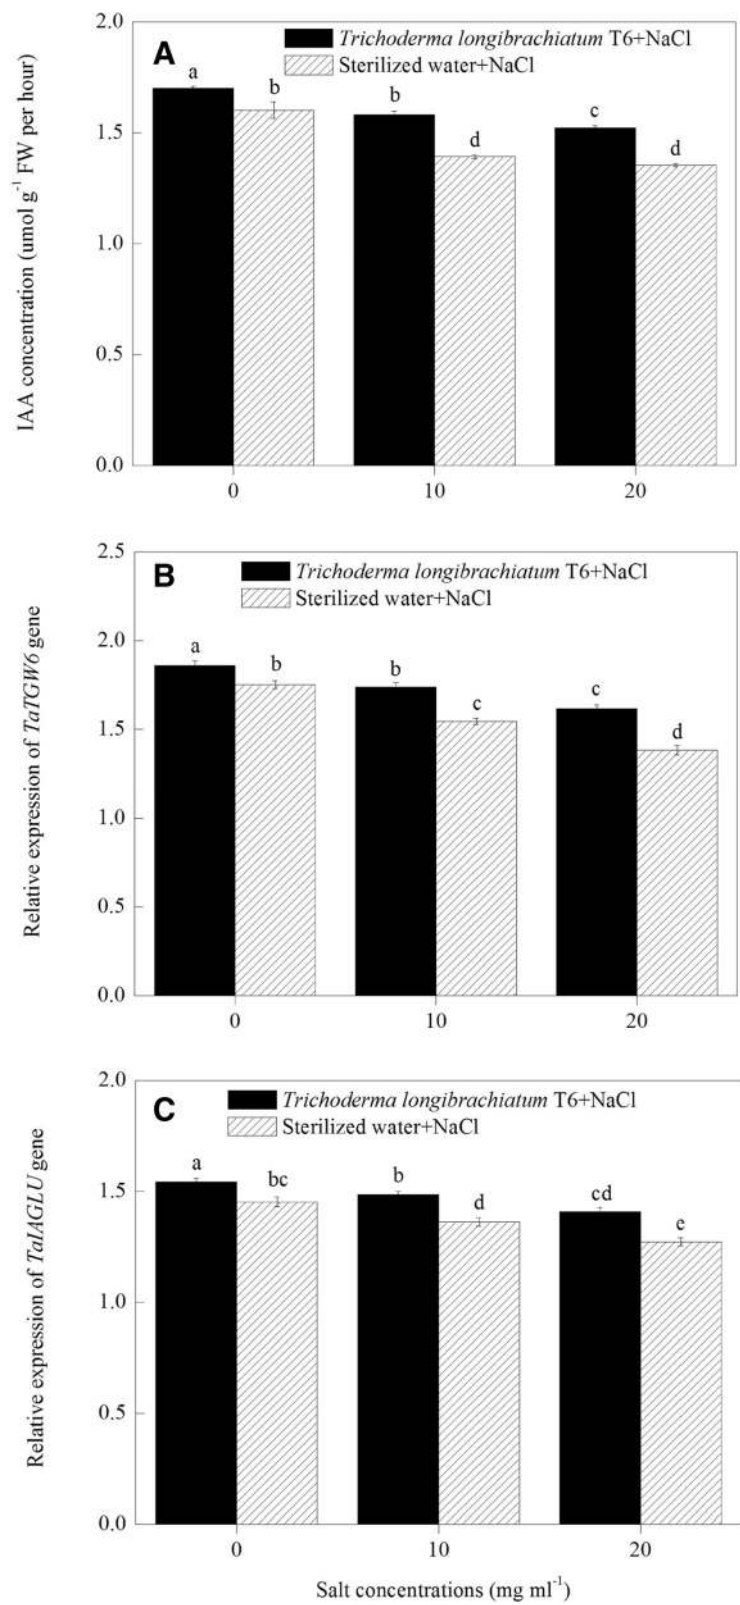 A
Trichoderma longibrachiatum T6+NaCl
Sterilized water+NaCl
IAA concentration (umol g⁻¹ FW per hour)
2.0
1.5
1.0
0.5
0.0
a
b
b
d
c
d
0
10
20
B
Trichoderma longibrachiatum T6+NaCl
Sterilized water+NaCl
Relative expression of TaTGW6 gene
2.5
2.0
1.5
1.0
0.5
0.0
a
b
b
c
c
d
0
10
20
C
Trichoderma longibrachiatum T6+NaCl
Sterilized water+NaCl
Relative expression of TaIAGLU gene
2.0
1.5
1.0
0.5
0.0
a
bc
b
d
cd
e
0
10
20
Salt concentrations (mg ml⁻¹)